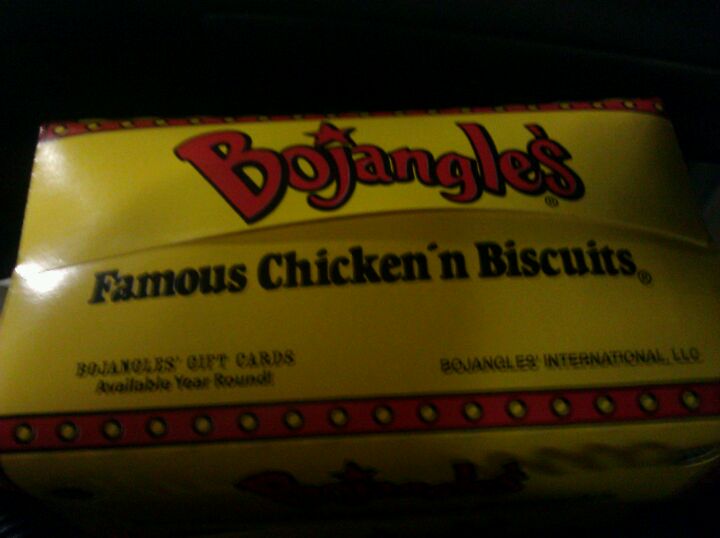 Bojangles®
Famous Chicken'n Biscuits®
BOJANGLES' GIFT CARDS
Available Year Round!
BOJANGLES' INTERNATIONAL, LLC